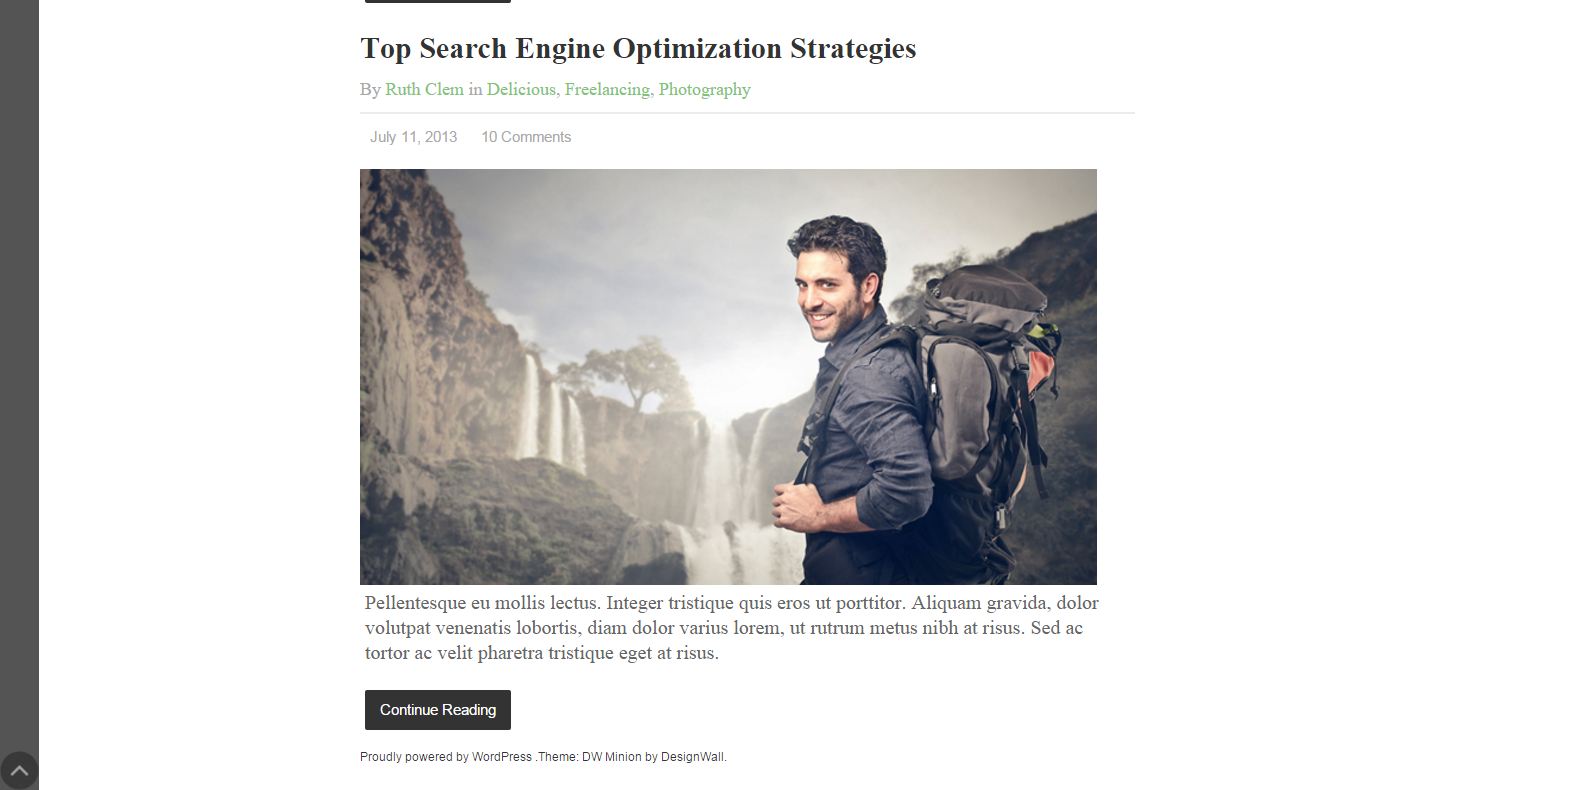 Top Search Engine Optimization Strategies
By Ruth Clem in Delicious, Freelancing, Photography
July 11, 2013 10 Comments
Pellentesque eu mollis lectus. Integer tristique quis eros ut porttitor. Aliquam gravida, dolor
volutpat venenatis lobortis, diam dolor varius lorem, ut rutrum metus nibh at risus. Sed ac
tortor ac velit pharetra tristique eget at risus.
Continue Reading
Proudly powered by WordPress .Theme: DW Minion by DesignWall.